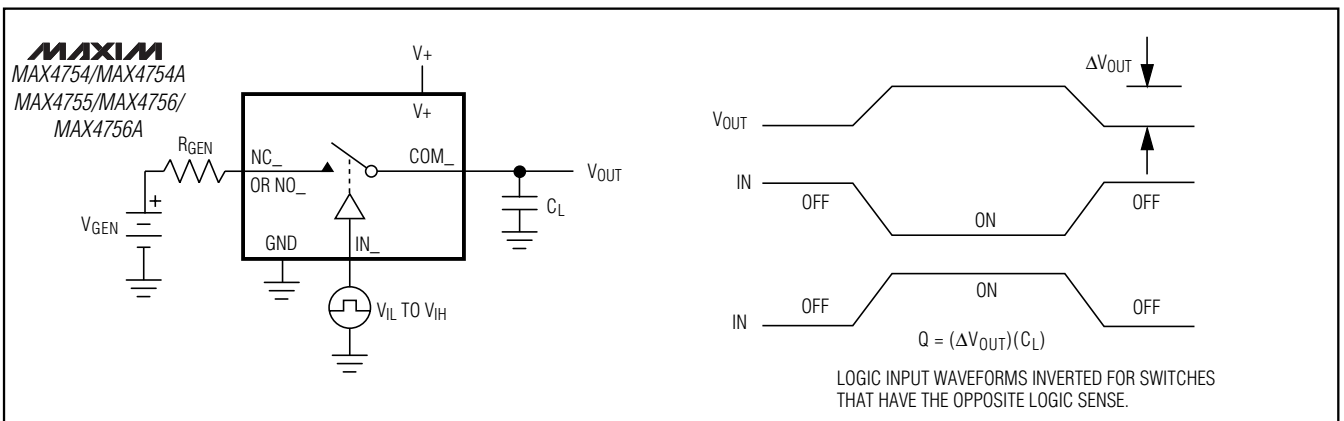 MAXIM
MAX4754/MAX4754A
MAX4755/MAX4756/
MAX4756A
V+
V+
RGEN
NC_
OR NO_
COM_
VOUT
CL
VGEN
+
GND
IN_
VIL TO VIH
ΔVOUT
VOUT
IN
OFF
ON
OFF
IN
OFF
ON
OFF
Q = (ΔVOUT)(CL)
LOGIC INPUT WAVEFORMS INVERTED FOR SWITCHES
THAT HAVE THE OPPOSITE LOGIC SENSE.